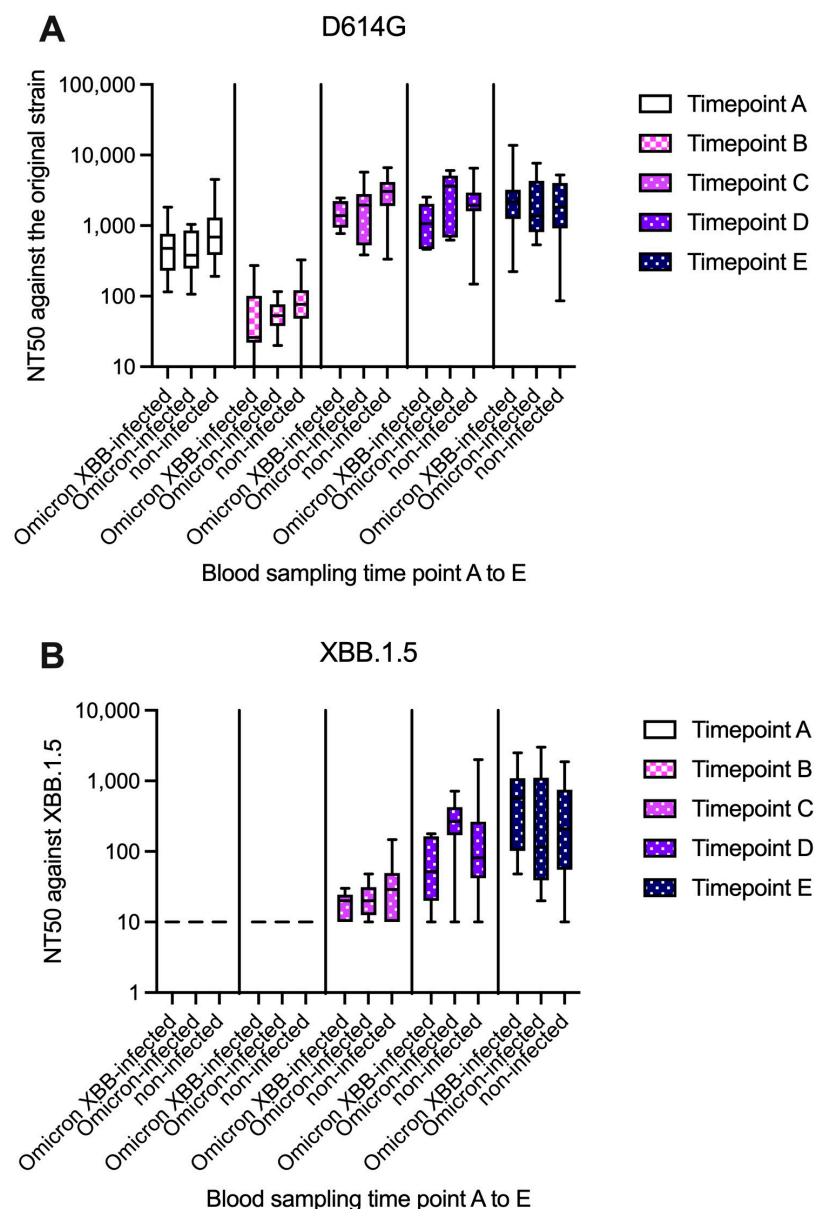 A
D614G
NT50 against the original strain
100,000
10,000
1,000
100
10
Omicron XBB-infected
Omicron-infected
non-infected
Omicron XBB-infected
Omicron-infected
non-infected
Omicron XBB-infected
Omicron-infected
non-infected
Omicron XBB-infected
Omicron-infected
non-infected
Omicron XBB-infected
Omicron-infected
non-infected
Blood sampling time point A to E
Timepoint A
Timepoint B
Timepoint C
Timepoint D
Timepoint E
B
XBB.1.5
NT50 against XBB.1.5
10,000
1,000
100
10
1
Omicron XBB-infected
Omicron-infected
non-infected
Omicron XBB-infected
Omicron-infected
non-infected
Omicron XBB-infected
Omicron-infected
non-infected
Omicron XBB-infected
Omicron-infected
non-infected
Omicron XBB-infected
Omicron-infected
non-infected
Blood sampling time point A to E
Timepoint A
Timepoint B
Timepoint C
Timepoint D
Timepoint E